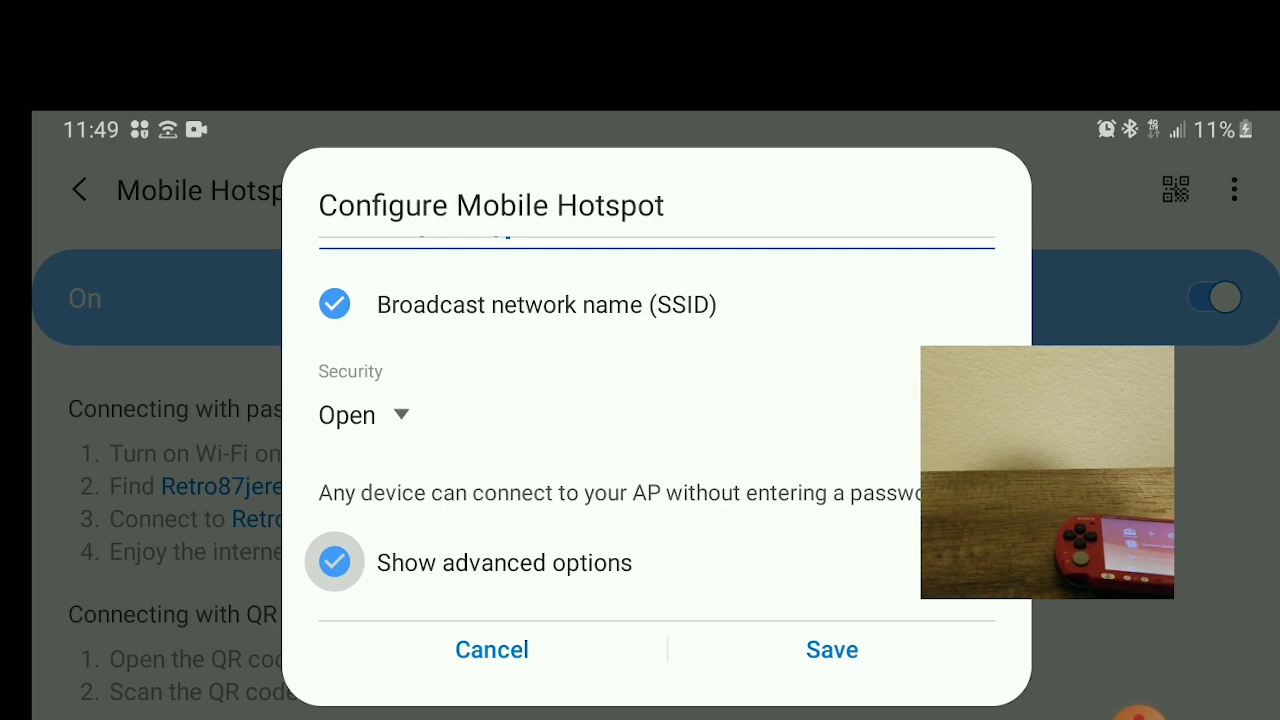 11:49
11%
Mobile Hotsp
Configure Mobile Hotspot
On
Broadcast network name (SSID)
Security
Open
Any device can connect to your AP without entering a passwo
Show advanced options
Cancel
Save
Connecting with pas
1. Turn on Wi-Fi on
2. Find Retro87jere
3. Connect to Retro
4. Enjoy the interne
Connecting with QR
1. Open the QR cod
2. Scan the QR code